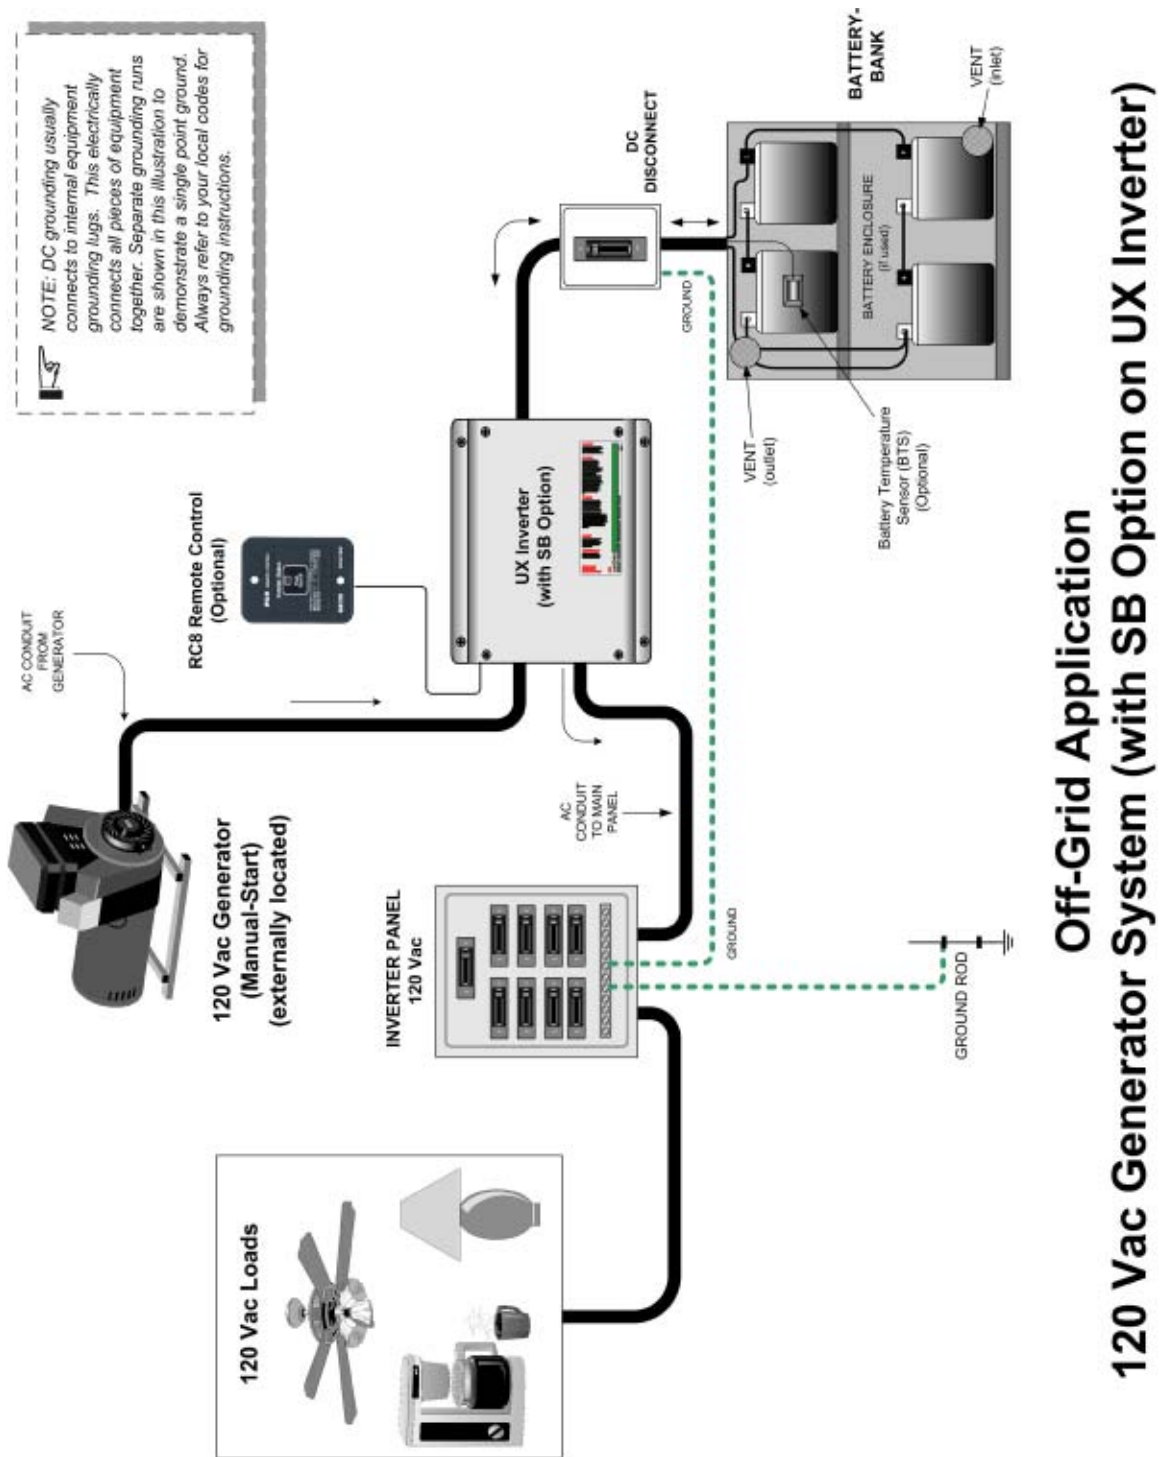 NOTE: DC grounding usually
connects to internal equipment
grounding lugs. This electrically
connects all pieces of equipment
together. Separate grounding runs
are shown in this illustration to
demonstrate a single point ground.
Always refer to your local codes for
grounding instructions.
AC CONDUIT
FROM
GENERATOR
120 Vac Generator
(Manual-Start)
(externally located)
RC8 Remote Control
(Optional)
UX Inverter
(with SB Option)
DC
DISCONNECT
GROUND
BATTERY-
BANK
VENT
(inlet)
BATTERY ENCLOSURE
(if used)
VENT
(outlet)
Battery Temperature
Sensor (BTS)
(Optional)
AC
CONDUIT
TO MAIN
PANEL
INVERTER PANEL
120 Vac
GROUND
GROUND ROD
120 Vac Loads
Off-Grid Application
120 Vac Generator System (with SB Option on UX Inverter)